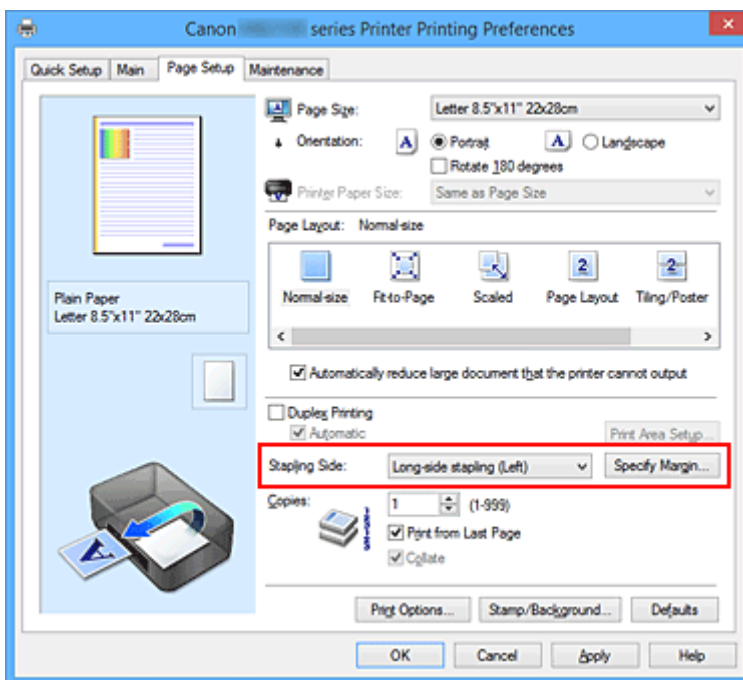 Canon series Printer Printing Preferences
Quick Setup Main Page Setup Maintenance
Page Size: Letter 8.5"x11" 22x28cm
Orientation: A Portrait A Landscape
Rotate 180 degrees
Printer Paper Size: Same as Page Size
Page Layout: Normal-size
2 2
Normal-size Fit-to-Page Scaled Page Layout Tiling/Poster
Plain Paper
Letter 8.5"x11" 22x28cm
Automatically reduce large document that the printer cannot output
Duplex Printing
Automatic Print Area Setup...
Stapling Side: Long-side stapling (Left) Specify Margin...
Copies: 1 (1-999)
Print from Last Page
Collate
A
Print Options... Stamp/Background... Defaults
OK Cancel Apply Help